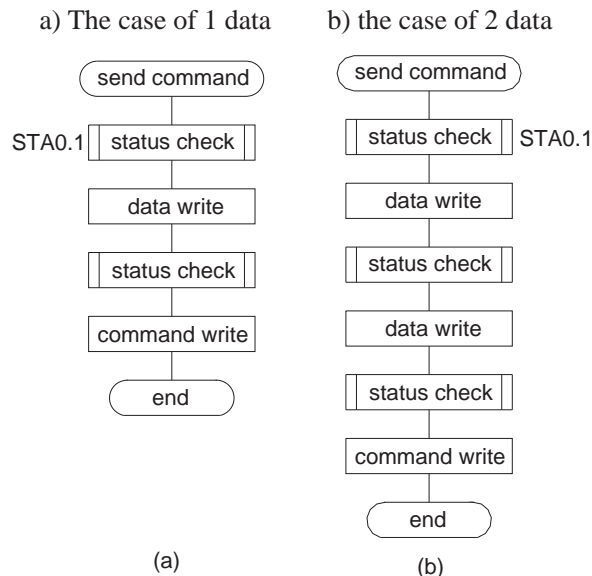 a) The case of 1 data
send command
STA0.1
status check
data write
status check
command write
end
(a)
b) the case of 2 data
send command
status check
STA0.1
data write
status check
data write
status check
command write
end
(b)